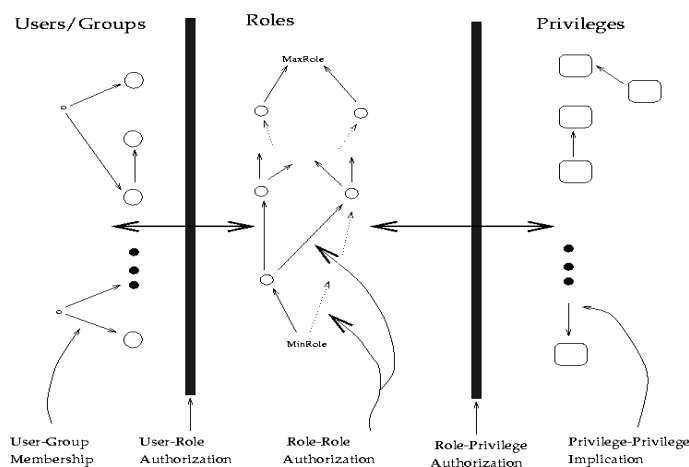 Users/Groups
Roles
Privileges
MaxRole
MinRole
User-Group
Membership
User-Role
Authorization
Role-Role
Authorization
Role-Privilege
Authorization
Privilege-Privilege
Implication